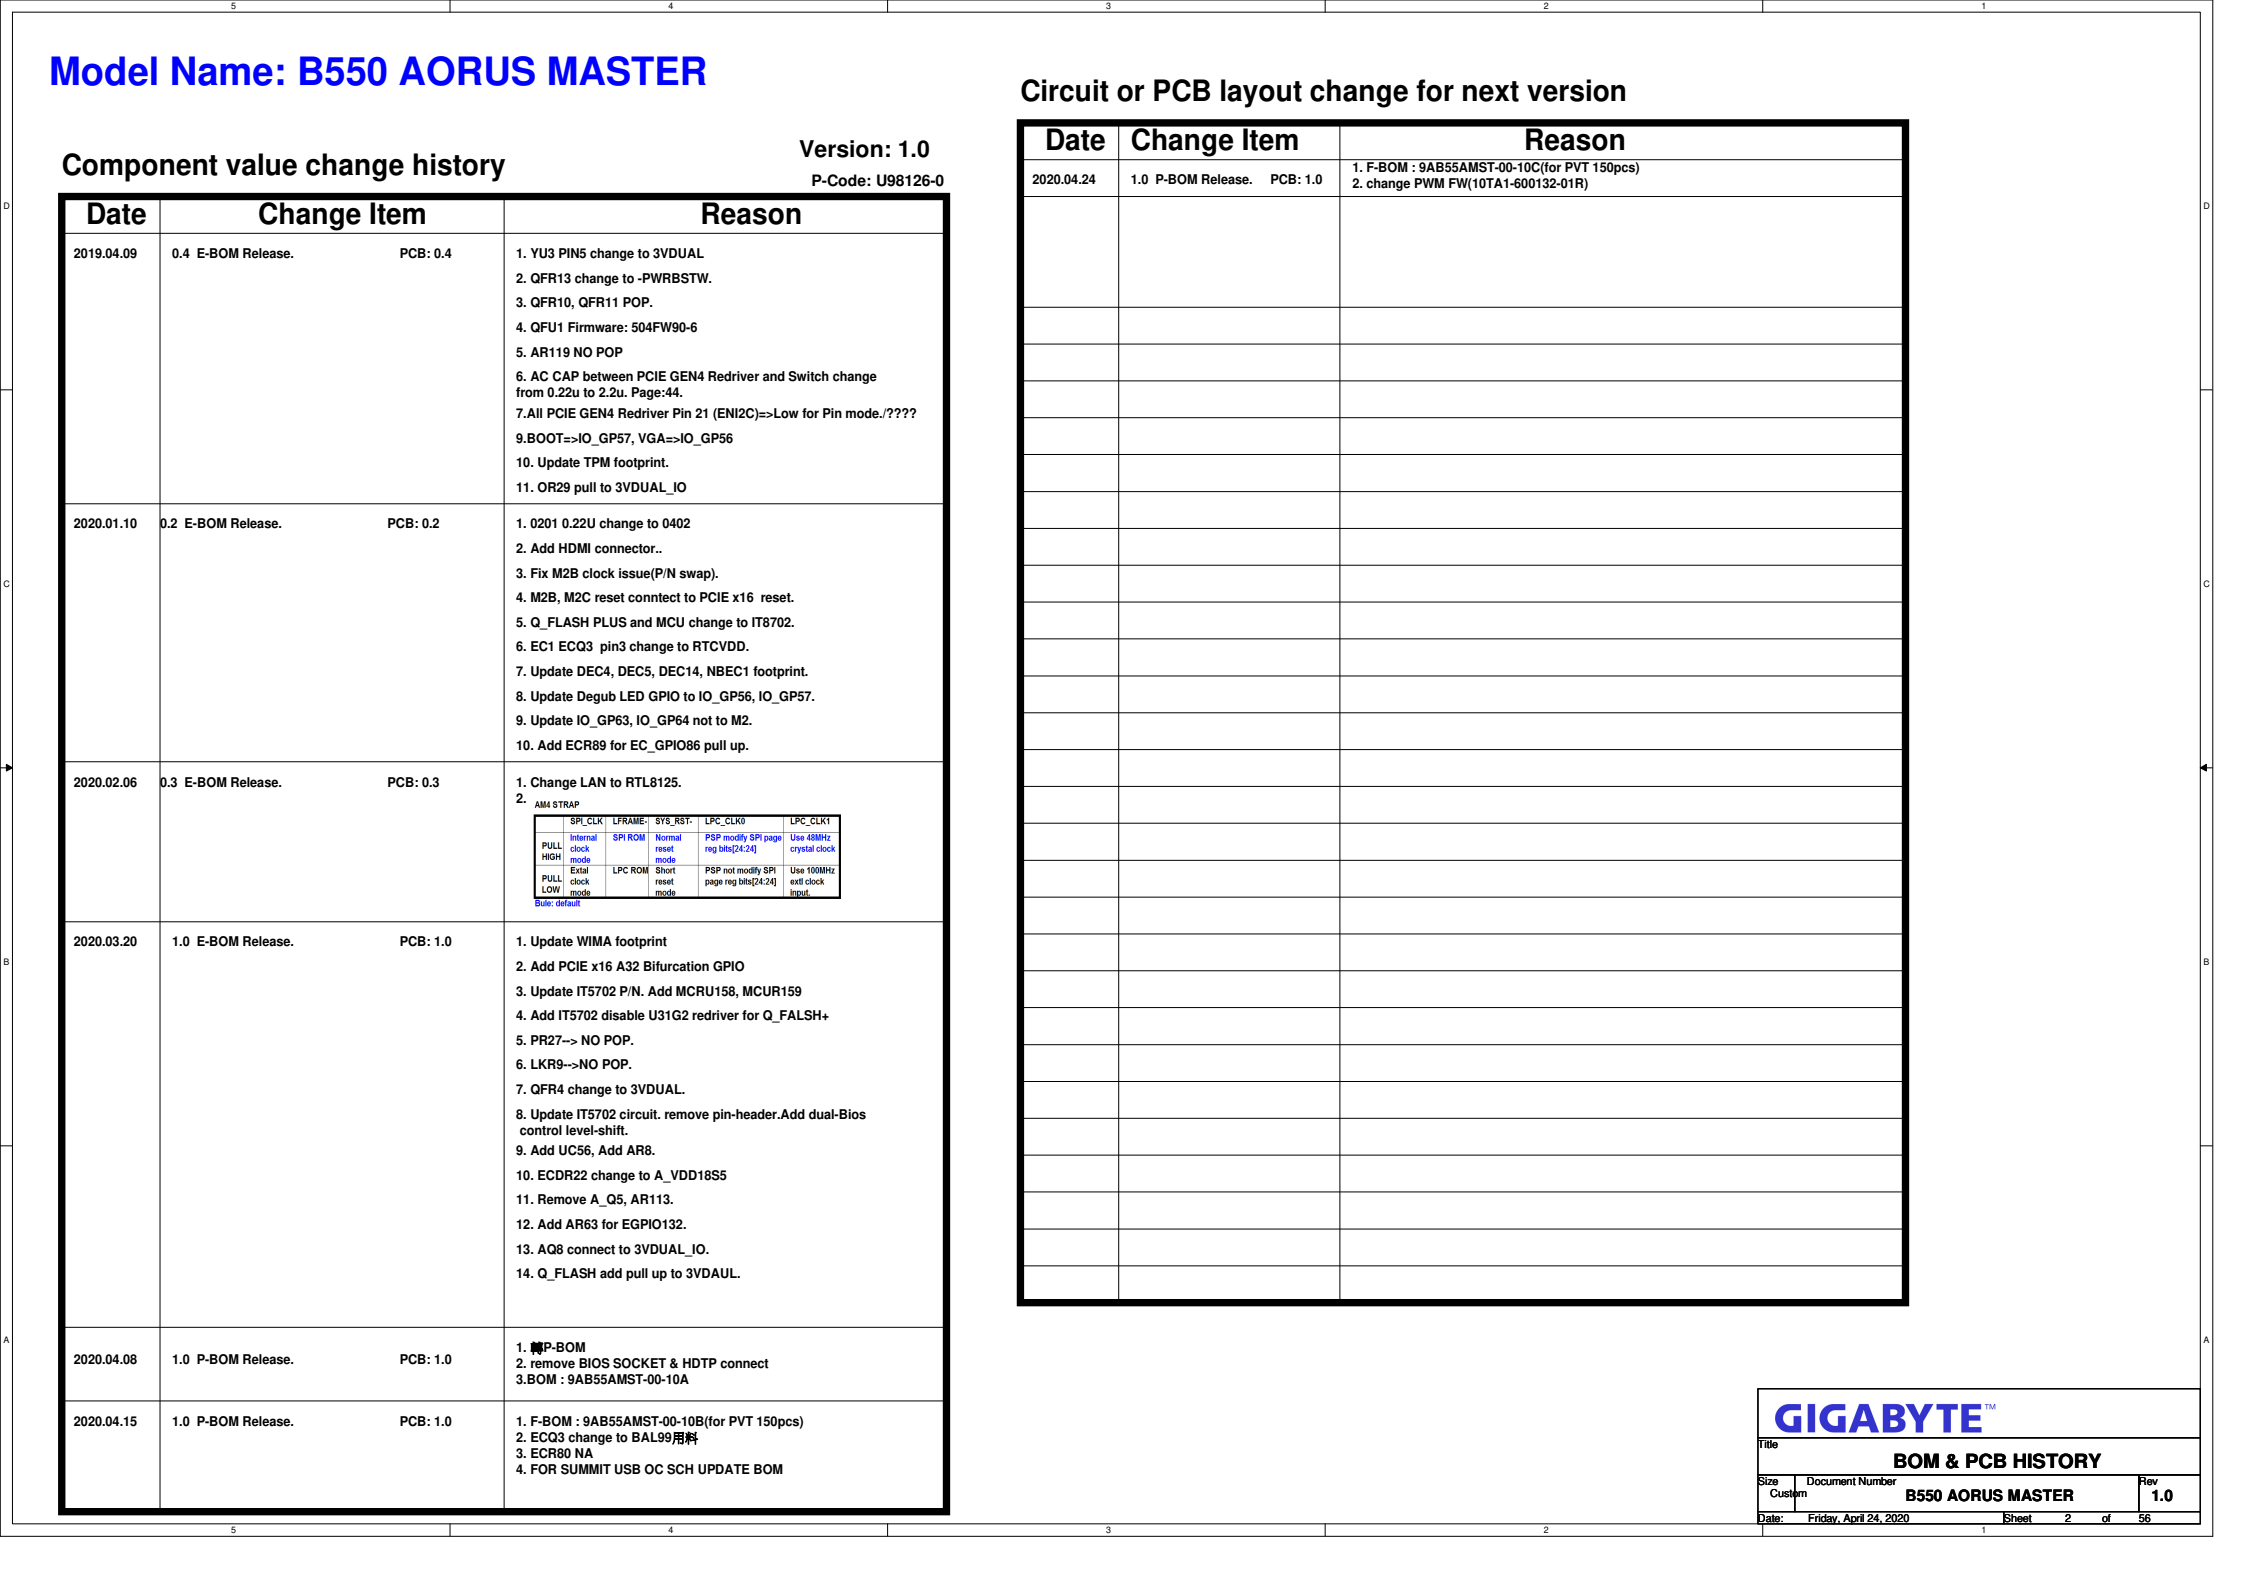 5 4 3 2 1
Model Name: B550 AORUS MASTER
Version: 1.0
Component value change history
P-Code: U98126-0
Date Change Item Reason
2019.04.09 0.4 E-BOM Release. PCB: 0.4 1. YU3 PIN5 change to 3VDUAL
2. QFR13 change to -PWRBSTW.
3. QFR10, QFR11 POP.
4. QFU1 Firmware: 504FW90-6
5. AR119 NO POP
6. AC CAP between PCIE GEN4 Redriver and Switch change
from 0.22u to 2.2u. Page:44.
7.All PCIE GEN4 Redriver Pin 21 (ENI2C)=>Low for Pin mode./????
9.BOOT=>IO_GP57, VGA=>IO_GP56
10. Update TPM footprint.
11. OR29 pull to 3VDUAL_IO
2020.01.10 0.2 E-BOM Release. PCB: 0.2 1. 0201 0.22U change to 0402
2. Add HDMI connector..
3. Fix M2B clock issue(P/N swap).
4. M2B, M2C reset conntect to PCIE x16 reset.
5. Q_FLASH PLUS and MCU change to IT8702.
6. EC1 ECQ3 pin3 change to RTCVDD.
7. Update DEC4, DEC5, DEC14, NBEC1 footprint.
8. Update Degub LED GPIO to IO_GP56, IO_GP57.
9. Update IO_GP63, IO_GP64 not to M2.
10. Add ECR89 for EC_GPIO86 pull up.
2020.02.06 0.3 E-BOM Release. PCB: 0.3 1. Change LAN to RTL8125.
2.
AM4 STRAP
SPI_CLK LFRAME- SYS_RST- LPC_CLK0 LPC_CLK1
PULL HIGH Internal clock mode SPI ROM Normal reset mode PSP modify SPI page reg bits[24:24] Use 48MHz crystal clock
PULL LOW Extal clock mode LPC ROM Short reset mode PSP not modify SPI page reg bits[24:24] Use 100MHz extl clock input.
Bule: default
2020.03.20 1.0 E-BOM Release. PCB: 1.0 1. Update WIMA footprint
2. Add PCIE x16 A32 Bifurcation GPIO
3. Update IT5702 P/N. Add MCRU158, MCUR159
4. Add IT5702 disable U31G2 redriver for Q_FALSH+
5. PR27--> NO POP.
6. LKR9-->NO POP.
7. QFR4 change to 3VDUAL.
8. Update IT5702 circuit. remove pin-header.Add dual-Bios
control level-shift.
9. Add UC56, Add AR8.
10. ECDR22 change to A_VDD18S5
11. Remove A_Q5, AR113.
12. Add AR63 for EGPIO132.
13. AQ8 connect to 3VDUAL_IO.
14. Q_FLASH add pull up to 3VDAUL.
2020.04.08 1.0 P-BOM Release. PCB: 1.0 1. P-BOM
2. remove BIOS SOCKET & HDTP connect
3.BOM : 9AB55AMST-00-10A
2020.04.15 1.0 P-BOM Release. PCB: 1.0 1. F-BOM : 9AB55AMST-00-10B(for PVT 150pcs)
2. ECQ3 change to BAL99用料
3. ECR80 NA
4. FOR SUMMIT USB OC SCH UPDATE BOM
Circuit or PCB layout change for next version
Date Change Item Reason
2020.04.24 1.0 P-BOM Release. PCB: 1.0 1. F-BOM : 9AB55AMST-00-10C(for PVT 150pcs)
2. change PWM FW(10TA1-600132-01R)
D D
C C
B B
A A
GIGABYTE™
Title
BOM & PCB HISTORY
Size Document Number Rev
Custom B550 AORUS MASTER 1.0
Date: Friday, April 24, 2020 Sheet 2 of 56
5 4 3 2 1